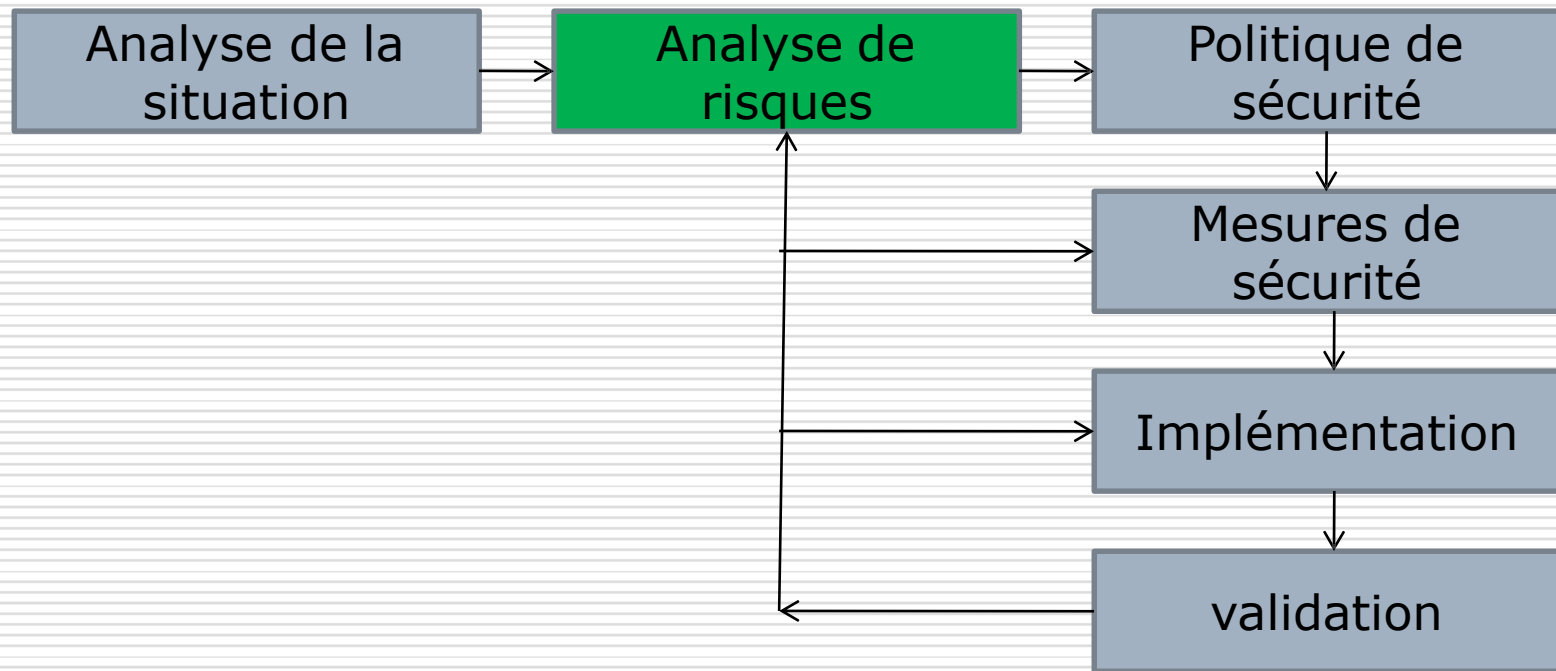 Analyse de la
situation
Analyse de
risques
Politique de
sécurité
Mesures de
sécurité
Implémentation
validation